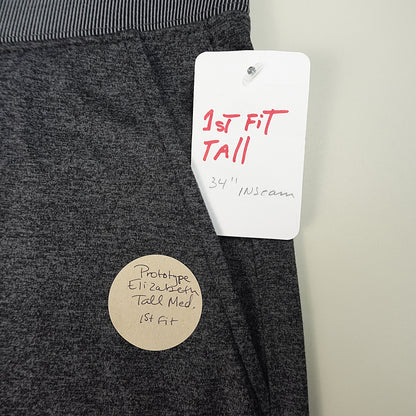 1st Fit
Tall
34" Inseam
Prototype
Elizabeth
Tall Med.
1st Fit